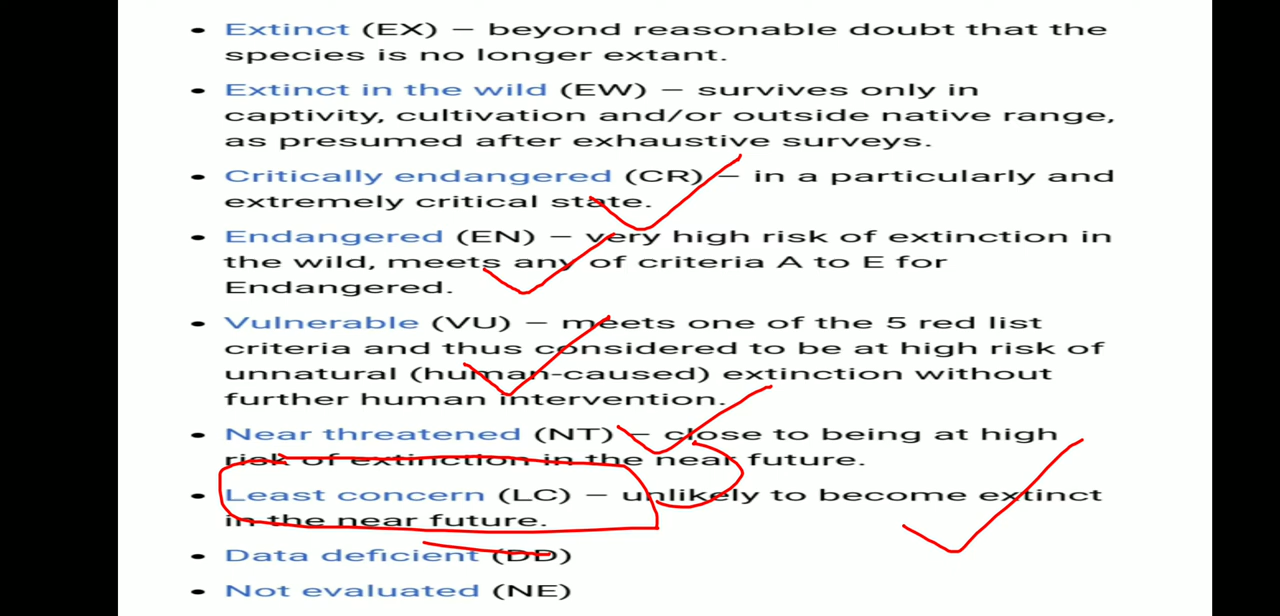 • Extinct (EX) – beyond reasonable doubt that the
species is no longer extant.
• Extinct in the wild (EW) – survives only in
captivity, cultivation and/or outside native range,
as presumed after exhaustive surveys.
• Critically endangered (CR) – in a particularly and
extremely critical state.
• Endangered (EN) – very high risk of extinction in
the wild, meets any of criteria A to E for
Endangered.
• Vulnerable (VU) – meets one of the 5 red list
criteria and thus considered to be at high risk of
unnatural (human-caused) extinction without
further human intervention.
• Near threatened (NT) – close to being at high
risk of extinction in the near future.
• Least concern (LC) – unlikely to become extinct
in the near future.
• Data deficient (DD)
• Not evaluated (NE)